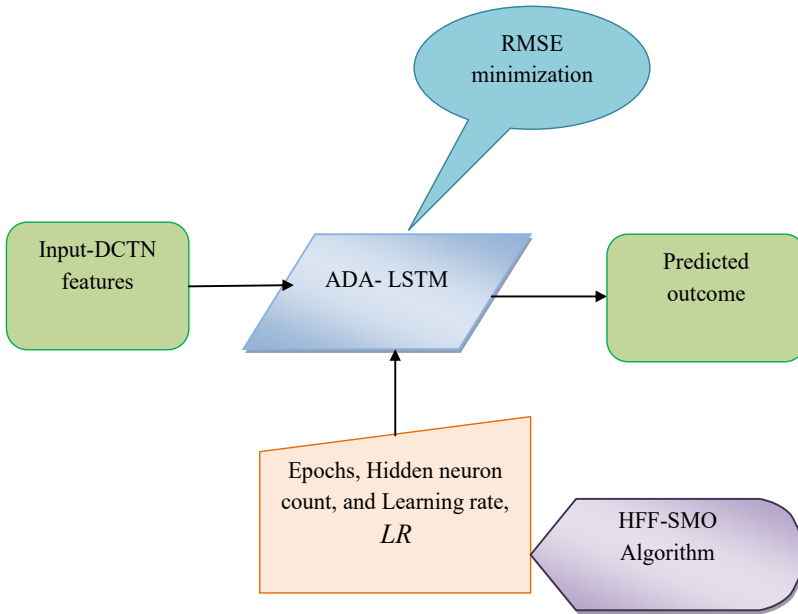 RMSE
minimization
Input-DCTN
features
ADA- LSTM
Predicted
outcome
Epochs, Hidden neuron
count, and Learning rate,
LR
HFF-SMO
Algorithm